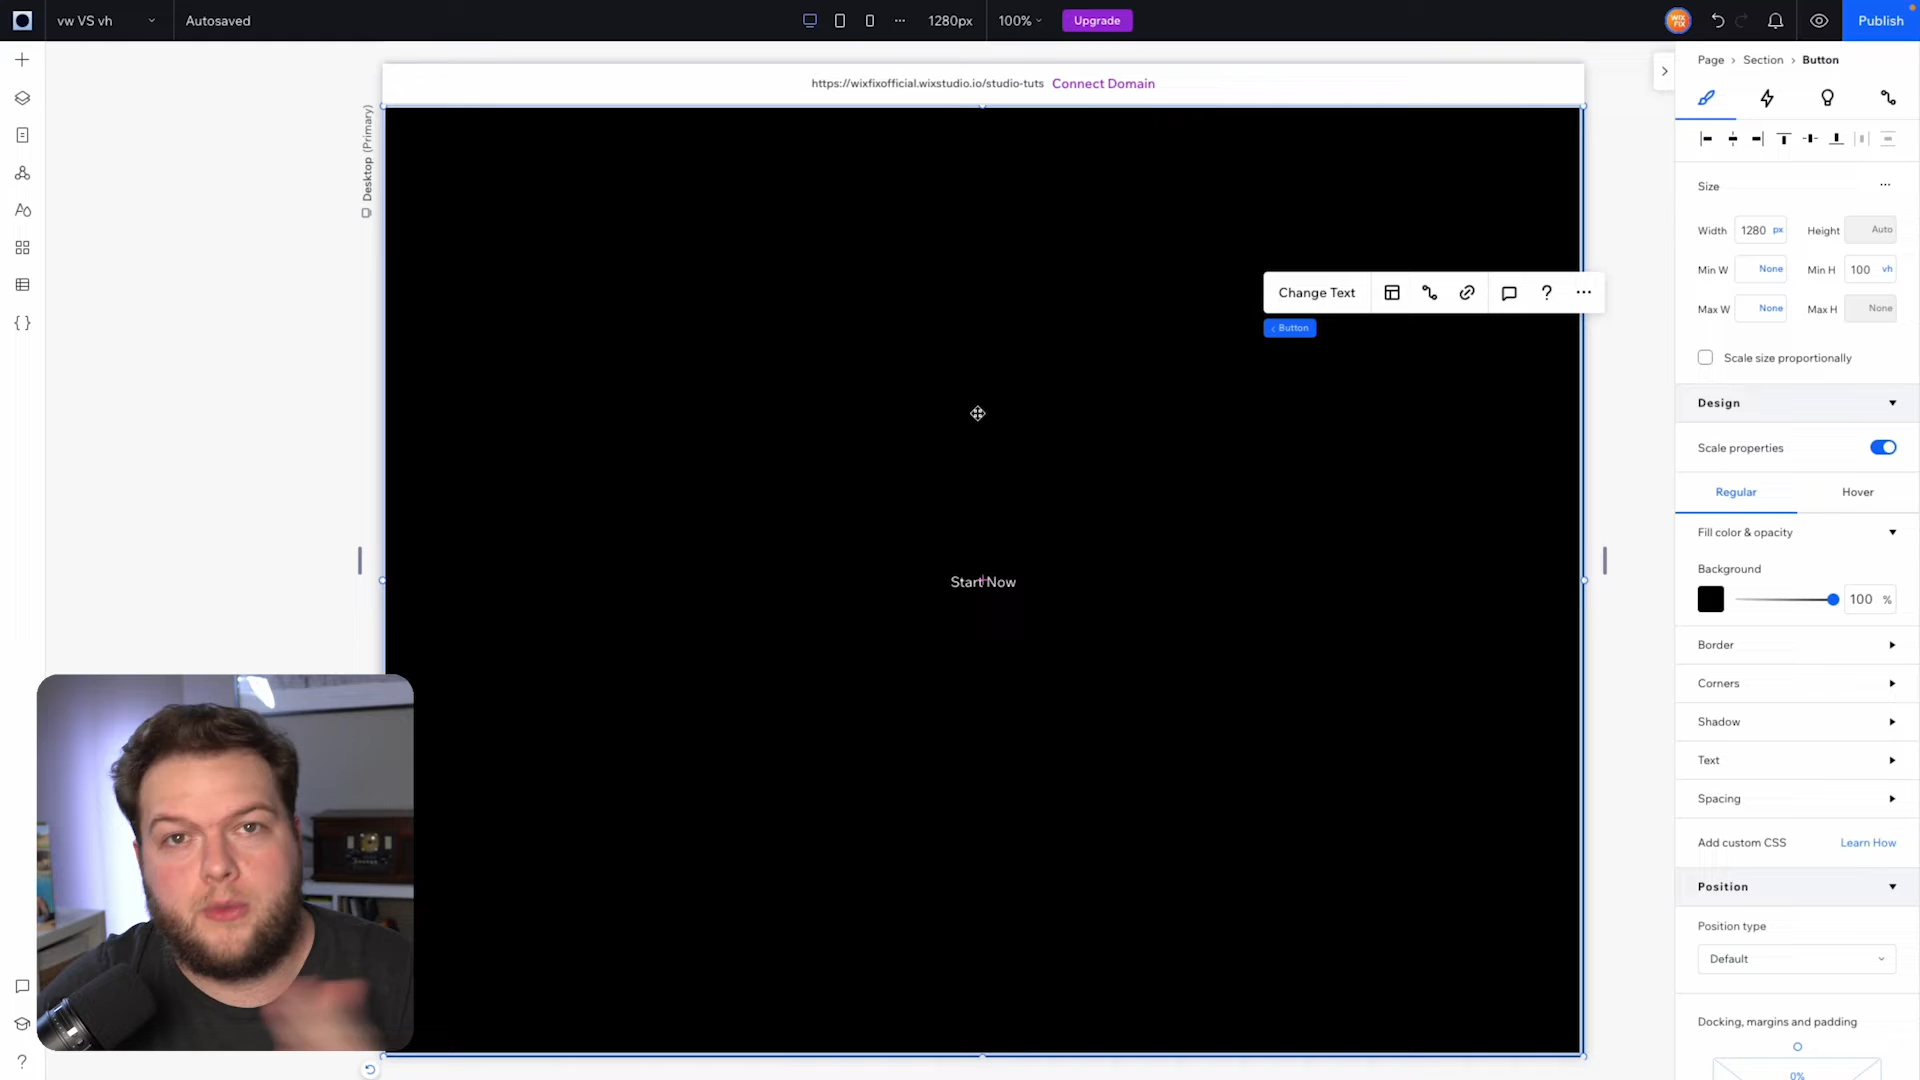 vw VS vh
Autosaved
1280px
100%
Upgrade
WIX
FIX
Publish
https://wixfixofficial.wixstudio.io/studio-tuts Connect Domain
Desktop (Primary)
Change Text
?
‹ Button
Start Now
?
Page › Section › Button
Size
Width 1280 px Height Auto
Min W None Min H 100 vh
Max W None Max H None
Scale size proportionally
Design
Scale properties
Regular Hover
Fill color & opacity
Background
100 %
Border
Corners
Shadow
Text
Spacing
Add custom CSS Learn How
Position
Position type
Default
Docking, margins and padding
0%